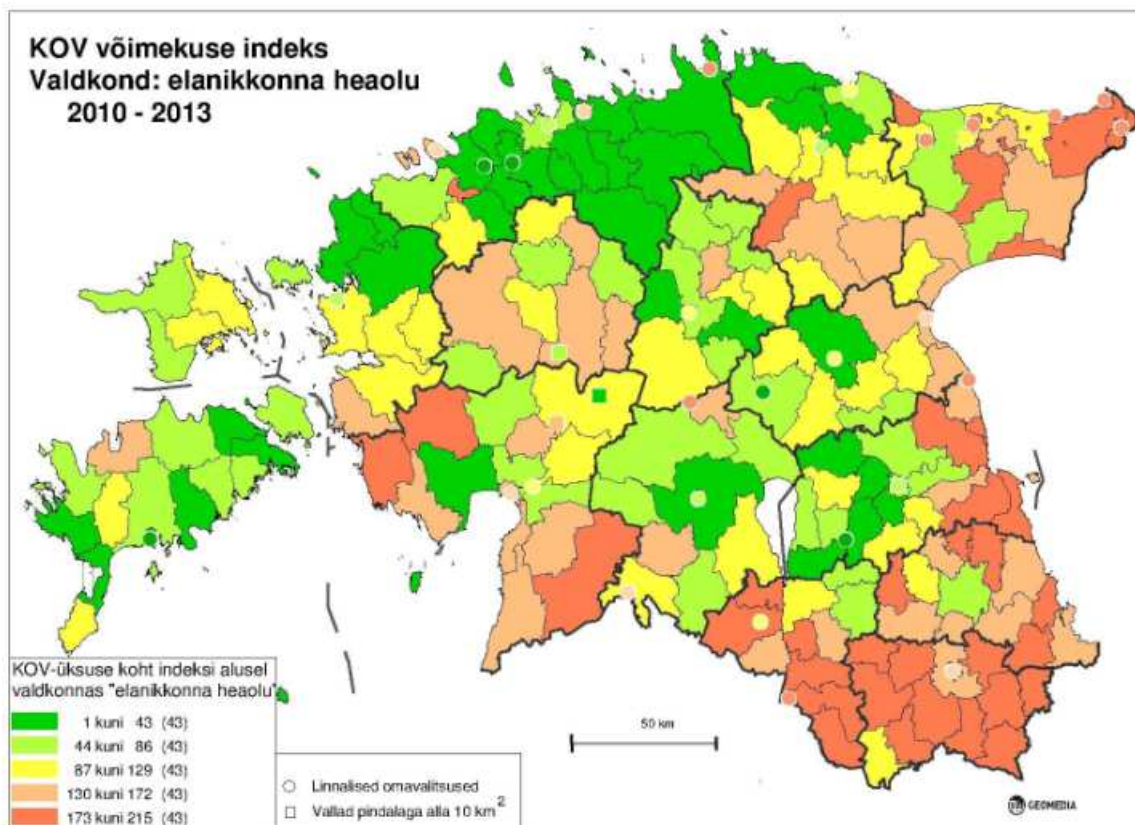 KOV võimekuse indeks
Valdkond: elanikkonna heaolu
2010 - 2013
KOV-üksuse koht indeksi alusel
valdkonnas "elanikkonna heaolu"
1 kuni 43 (43)
44 kuni 86 (43)
87 kuni 129 (43)
130 kuni 172 (43)
173 kuni 215 (43)
Linnalised omavalitsused
Vallad pindalaga alla 10 km²
50 km
GEOMEDIA